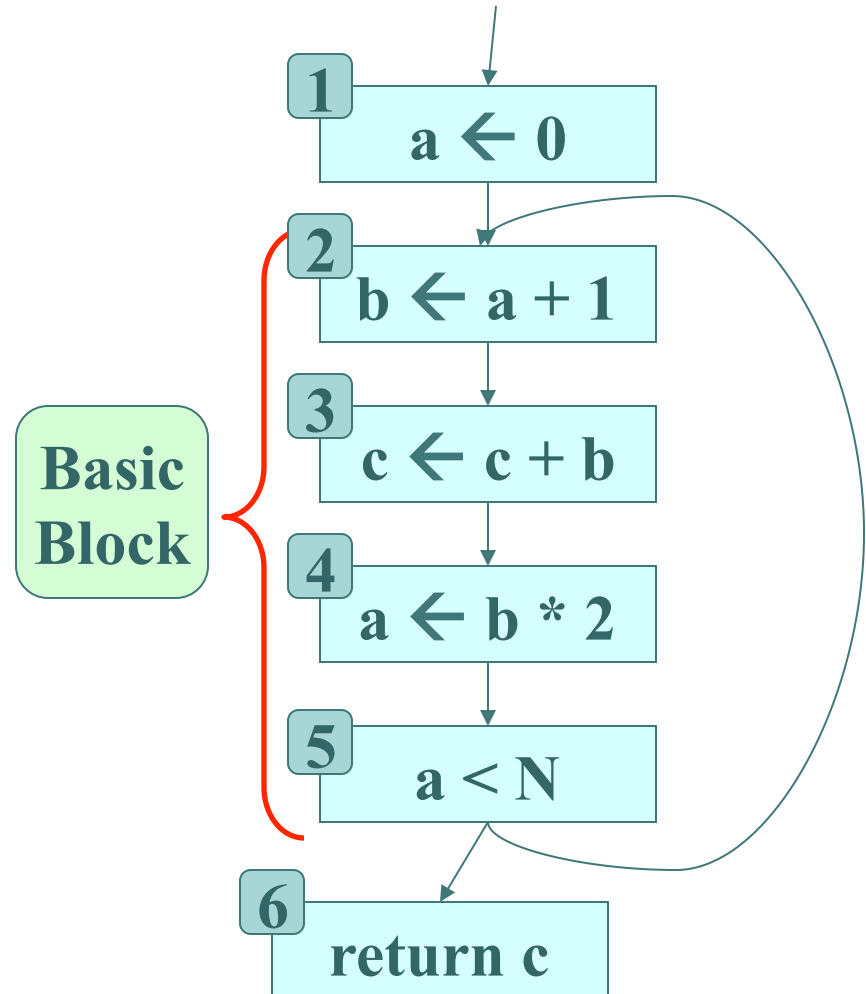 1
a ← 0
2
b ← a + 1
3
c ← c + b
Basic
Block
4
a ← b * 2
5
a < N
6
return c